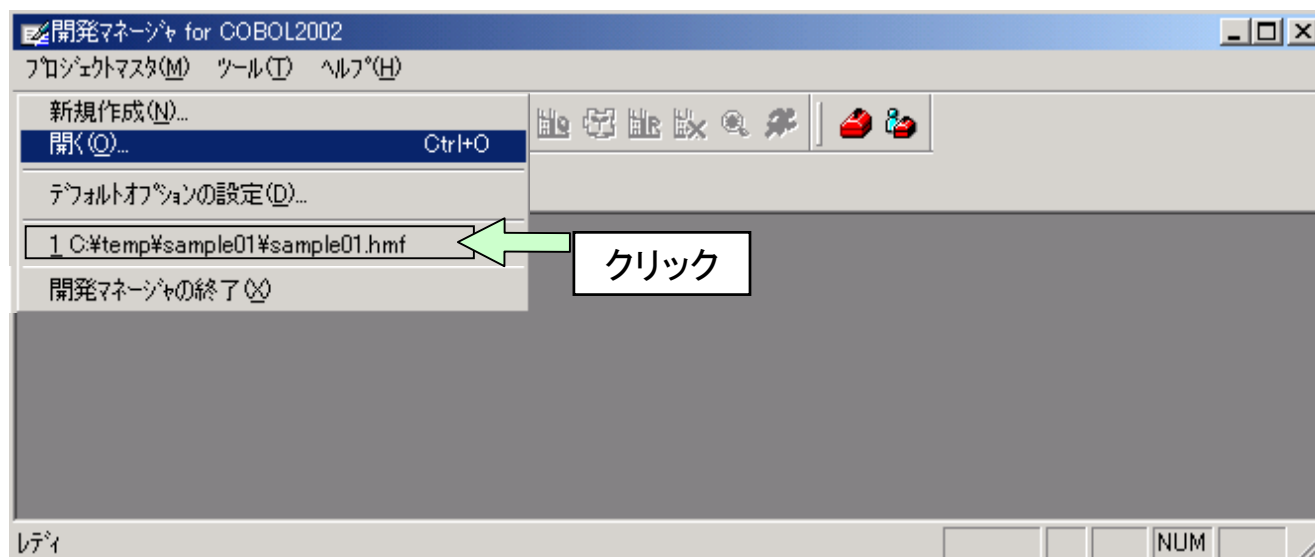 開発ﾏﾈｰｼﾞｬ for COBOL2002
ﾌﾟﾛｼﾞｪｸﾄﾏｽﾀ(M) ﾂｰﾙ(T) ﾍﾙﾌﾟ(H)
新規作成(N)...
開く(O)... Ctrl+O
ﾃﾞﾌｫﾙﾄｵﾌﾟｼｮﾝの設定(D)...
1 C:¥temp¥sample01¥sample01.hmf
クリック
開発ﾏﾈｰｼﾞｬの終了(X)
ﾚﾃﾞｨ NUM